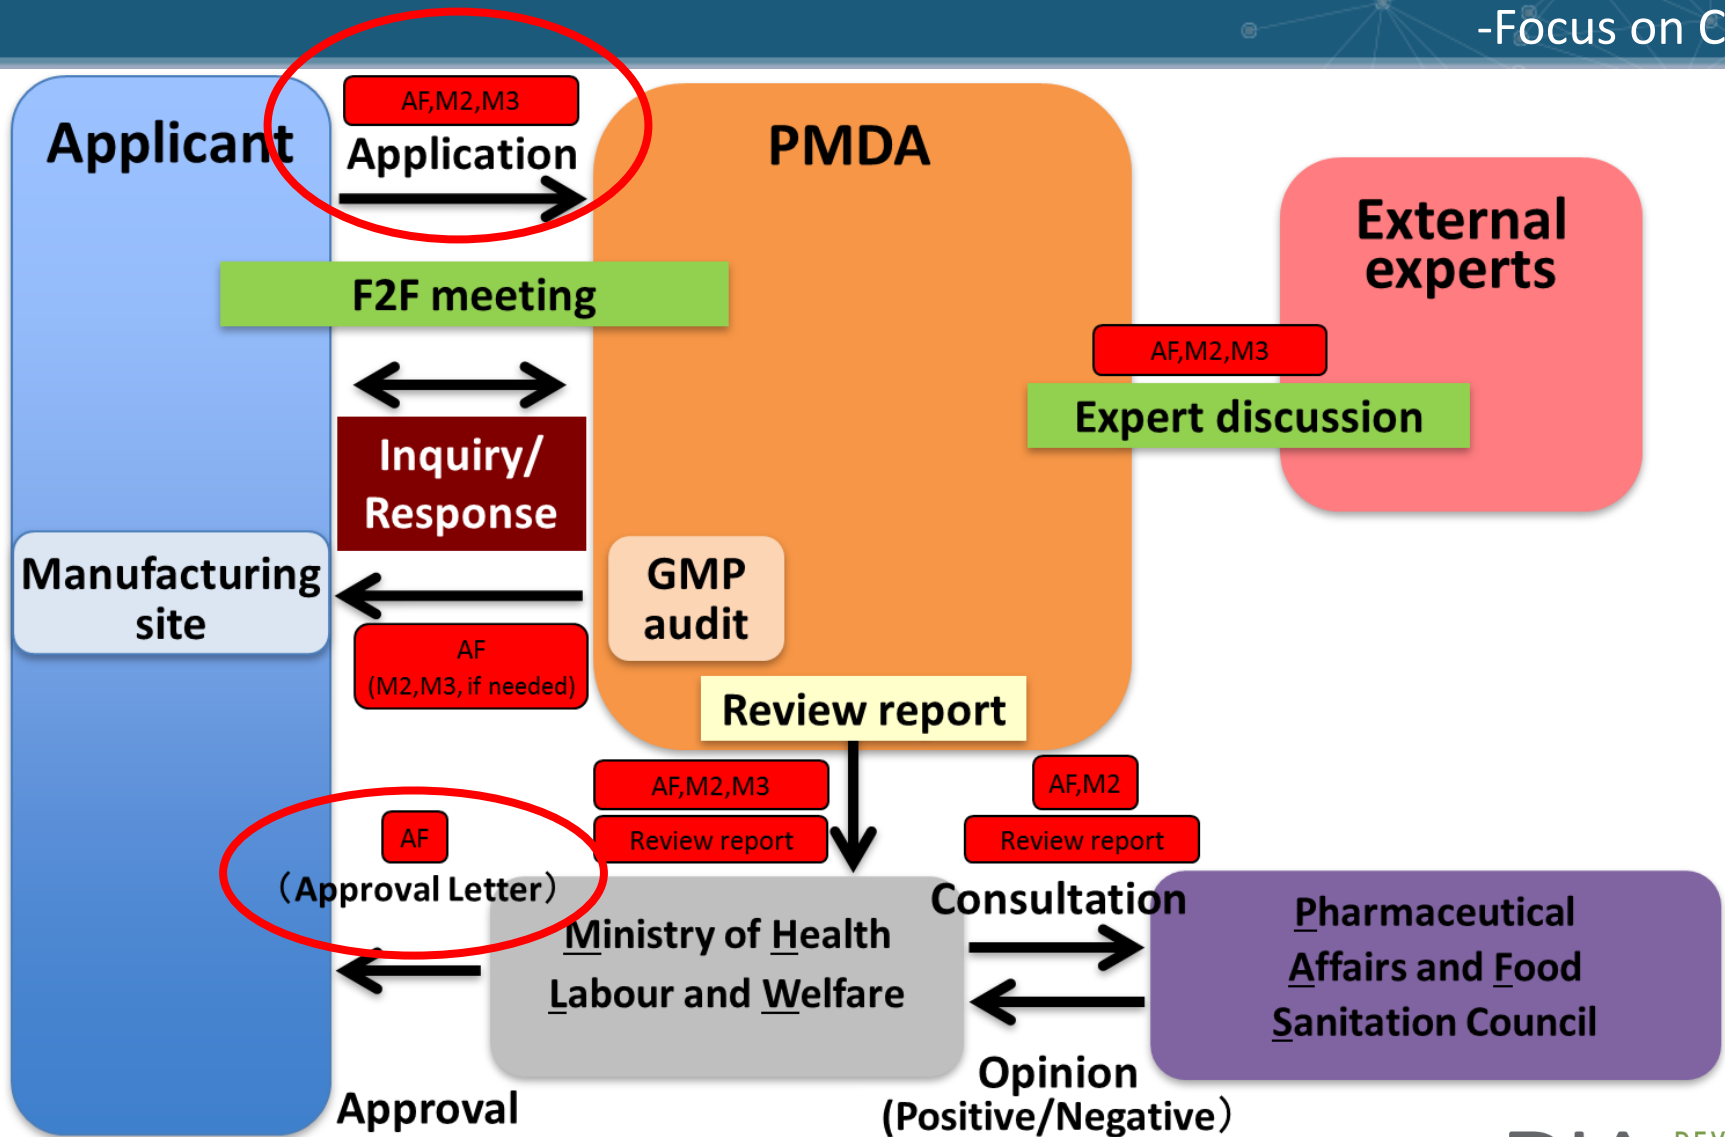 -Focus on C
Applicant
AF,M2,M3
Application
PMDA
External
experts
F2F meeting
AF,M2,M3
Expert discussion
Inquiry/
Response
Manufacturing
site
GMP
audit
AF
(M2,M3, if needed)
Review report
AF,M2,M3
Review report
AF,M2
Review report
AF
（Approval Letter）
Ministry of Health
Labour and Welfare
Consultation
Pharmaceutical
Affairs and Food
Sanitation Council
Opinion
(Positive/Negative）
Approval